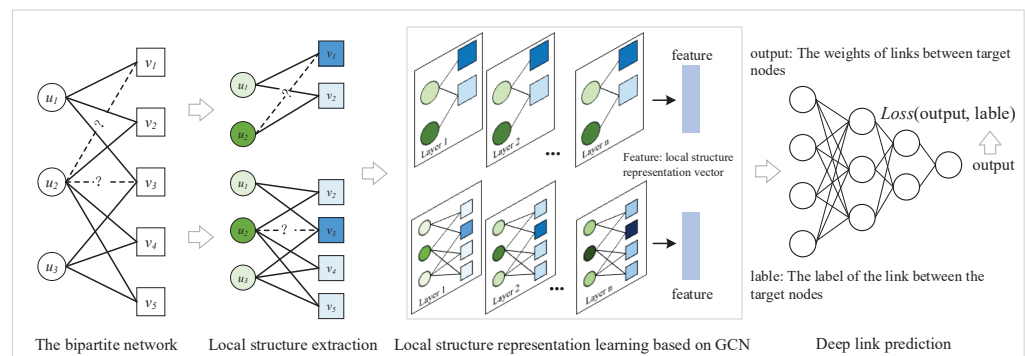 u1
u2
u3
v1
v2
v3
v4
v5
?
?
The bipartite network
u1
u2
v1
v2
?
u1
u2
u3
v2
v3
v4
v5
?
Local structure extraction
Layer 1
Layer 2
...
Layer n
feature
Feature: local structure
representation vector
Layer 1
Layer 2
...
Layer n
feature
Local structure representation learning based on GCN
output: The weights of links between target
nodes
Loss(output, lable)
output
lable: The label of the link between the
target nodes
Deep link prediction